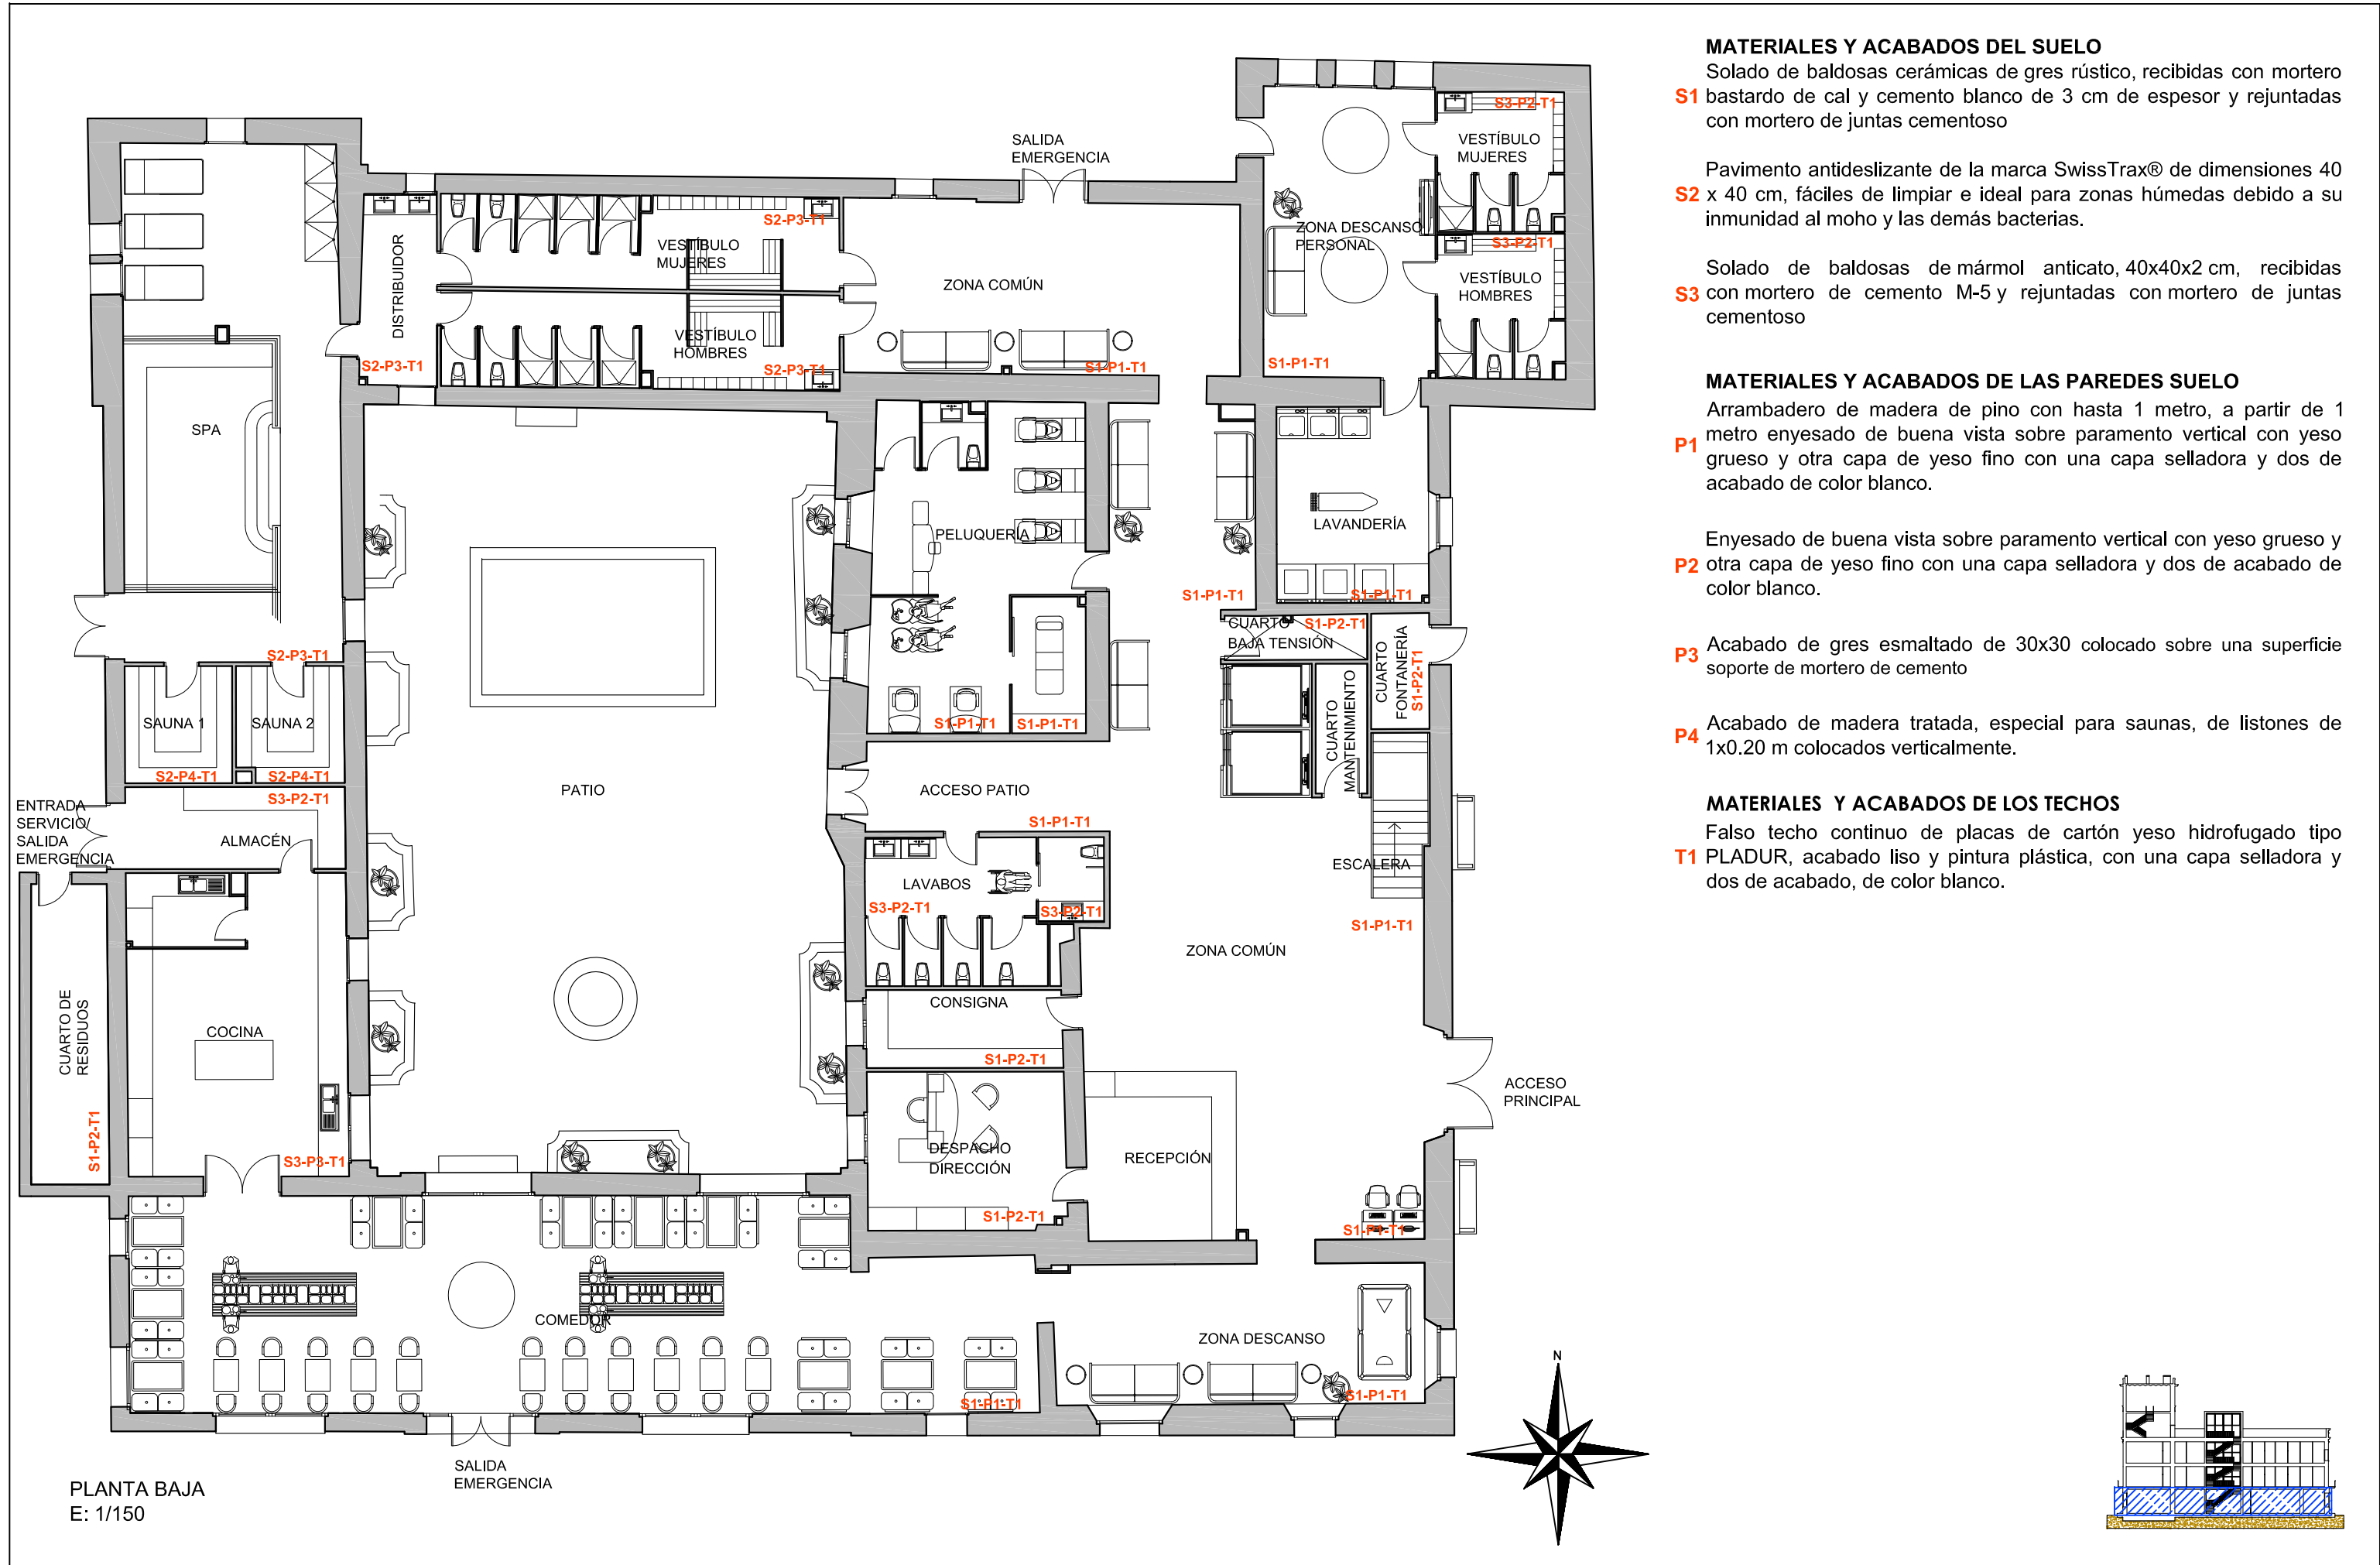 SALIDA
EMERGENCIA
S3-P2-T1
VESTÍBULO
MUJERES
S2-P3-T1
VESTÍBULO
MUJERES
ZONA DESCANSO
PERSONAL
S3-P2-T1
DISTRIBUIDOR
ZONA COMÚN
VESTÍBULO
HOMBRES
VESTÍBULO
HOMBRES
S2-P3-T1
S2-P3-T1
S1-P1-T1
S1-P1-T1
SPA
PELUQUERIA
LAVANDERÍA
S1-P1-T1
S1-P1-T1
CUARTO
BAJA TENSIÓN
S1-P2-T1
CUARTO
FONTANERÍA
S1-P2-T1
S2-P3-T1
SAUNA 1
SAUNA 2
S2-P4-T1
S2-P4-T1
S1-P1-T1
S1-P1-T1
CUARTO
MANTENIMIENTO
PATIO
ACCESO PATIO
S1-P1-T1
ENTRADA
SERVICIO/
SALIDA
EMERGENCIA
S3-P2-T1
ALMACÉN
ESCALERA
LAVABOS
S3-P2-T1
S3-P2-T1
S1-P1-T1
ZONA COMÚN
CONSIGNA
S1-P2-T1
CUARTO DE
RESIDUOS
S1-P2-T1
COCINA
S3-P3-T1
ACCESO
PRINCIPAL
DESPACHO
DIRECCIÓN
S1-P2-T1
RECEPCIÓN
S1-P1-T1
COMEDOR
S1-P1-T1
ZONA DESCANSO
S1-P1-T1
SALIDA
EMERGENCIA
N
PLANTA BAJA
E: 1/150
MATERIALES Y ACABADOS DEL SUELO
Solado de baldosas cerámicas de gres rústico, recibidas con mortero
S1 bastardo de cal y cemento blanco de 3 cm de espesor y rejuntadas
con mortero de juntas cementoso
Pavimento antideslizante de la marca SwissTrax® de dimensiones 40
S2 x 40 cm, fáciles de limpiar e ideal para zonas húmedas debido a su
inmunidad al moho y las demás bacterias.
Solado de baldosas de mármol anticato, 40x40x2 cm, recibidas
S3 con mortero de cemento M-5 y rejuntadas con mortero de juntas
cementoso
MATERIALES Y ACABADOS DE LAS PAREDES SUELO
Arrambadero de madera de pino con hasta 1 metro, a partir de 1
P1 metro enyesado de buena vista sobre paramento vertical con yeso
grueso y otra capa de yeso fino con una capa selladora y dos de
acabado de color blanco.
Enyesado de buena vista sobre paramento vertical con yeso grueso y
P2 otra capa de yeso fino con una capa selladora y dos de acabado de
color blanco.
P3 Acabado de gres esmaltado de 30x30 colocado sobre una superficie
soporte de mortero de cemento
P4 Acabado de madera tratada, especial para saunas, de listones de
1x0.20 m colocados verticalmente.
MATERIALES Y ACABADOS DE LOS TECHOS
Falso techo continuo de placas de cartón yeso hidrofugado tipo
T1 PLADUR, acabado liso y pintura plástica, con una capa selladora y
dos de acabado, de color blanco.